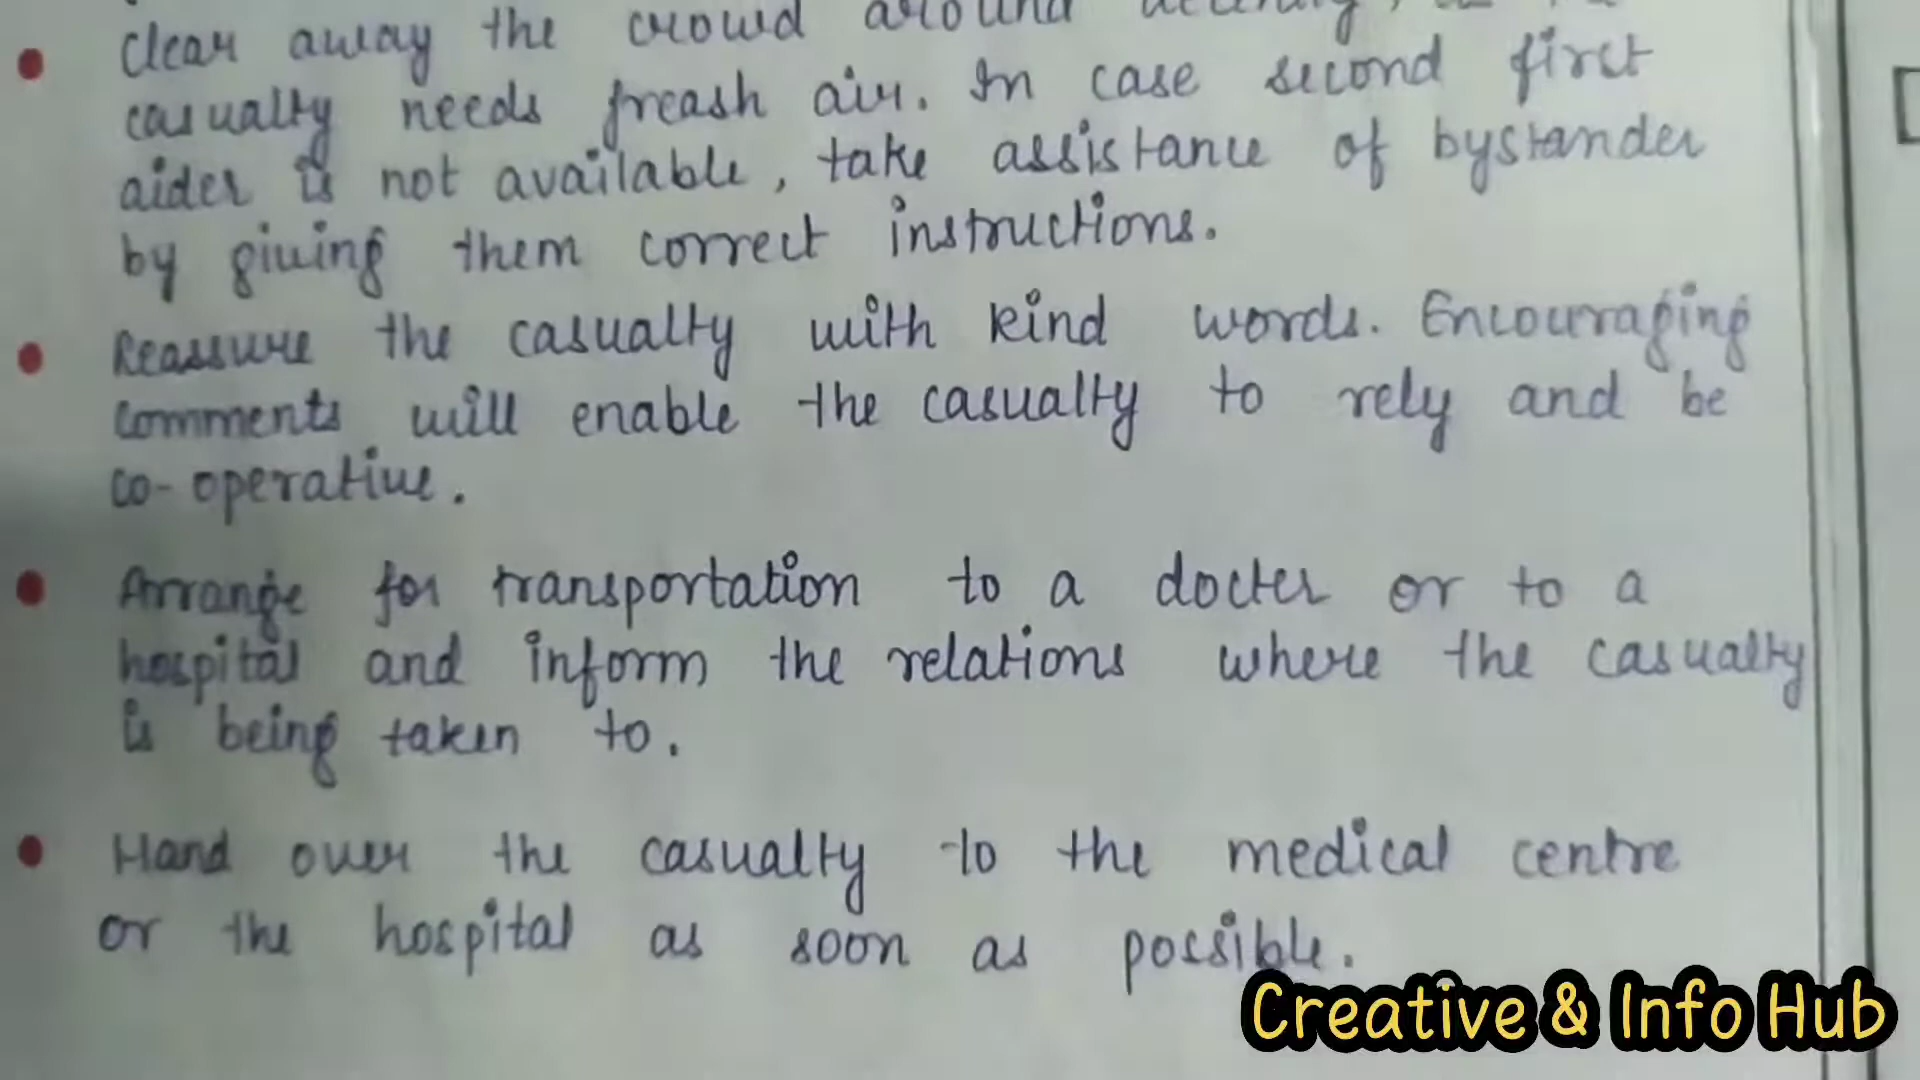 Clear away the crowd around
casualty needs freash air. In case second first
aider is not available, take assistance of bystander
by giving them correct instructions.
Reassure the casualty with kind words. Encouraging
comments will enable the casualty to rely and be
co-operative.
Arrange for transportation to a docter or to a
hospital and inform the relations where the casualty
is being taken to.
Hand over the casualty to the medical centre
or the hospital as soon as possible.
Creative & Info Hub